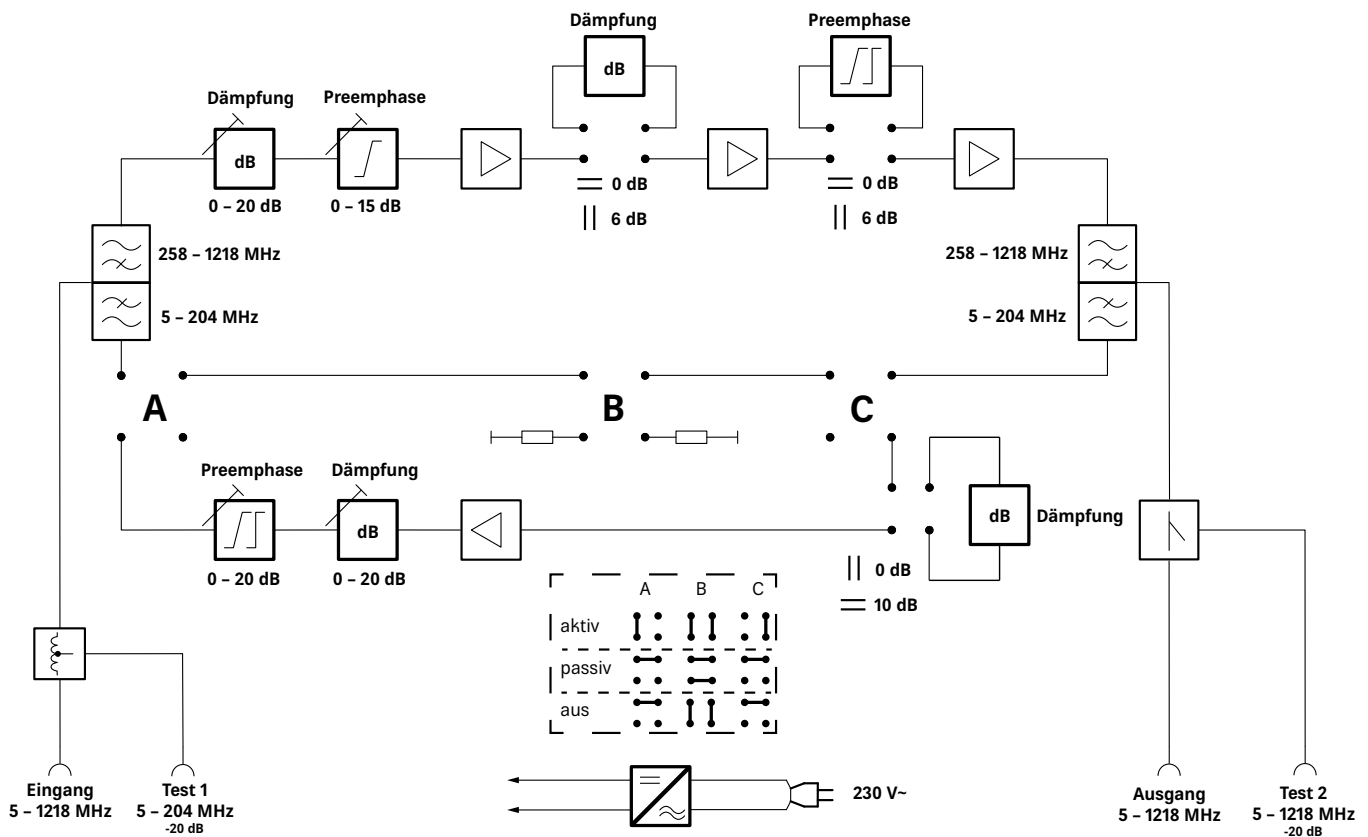 Dämpfung
Preemphase
dB
Dämpfung
Preemphase
dB
0 – 20 dB
0 – 15 dB
0 dB
6 dB
0 dB
6 dB
258 – 1218 MHz
5 – 204 MHz
258 – 1218 MHz
5 – 204 MHz
A
B
C
Preemphase
Dämpfung
dB
0 – 20 dB
0 – 20 dB
dB
Dämpfung
0 dB
10 dB
A B C
aktiv
passiv
aus
230 V~
Eingang
5 – 1218 MHz
Test 1
5 – 204 MHz
-20 dB
Ausgang
5 – 1218 MHz
Test 2
5 – 1218 MHz
-20 dB